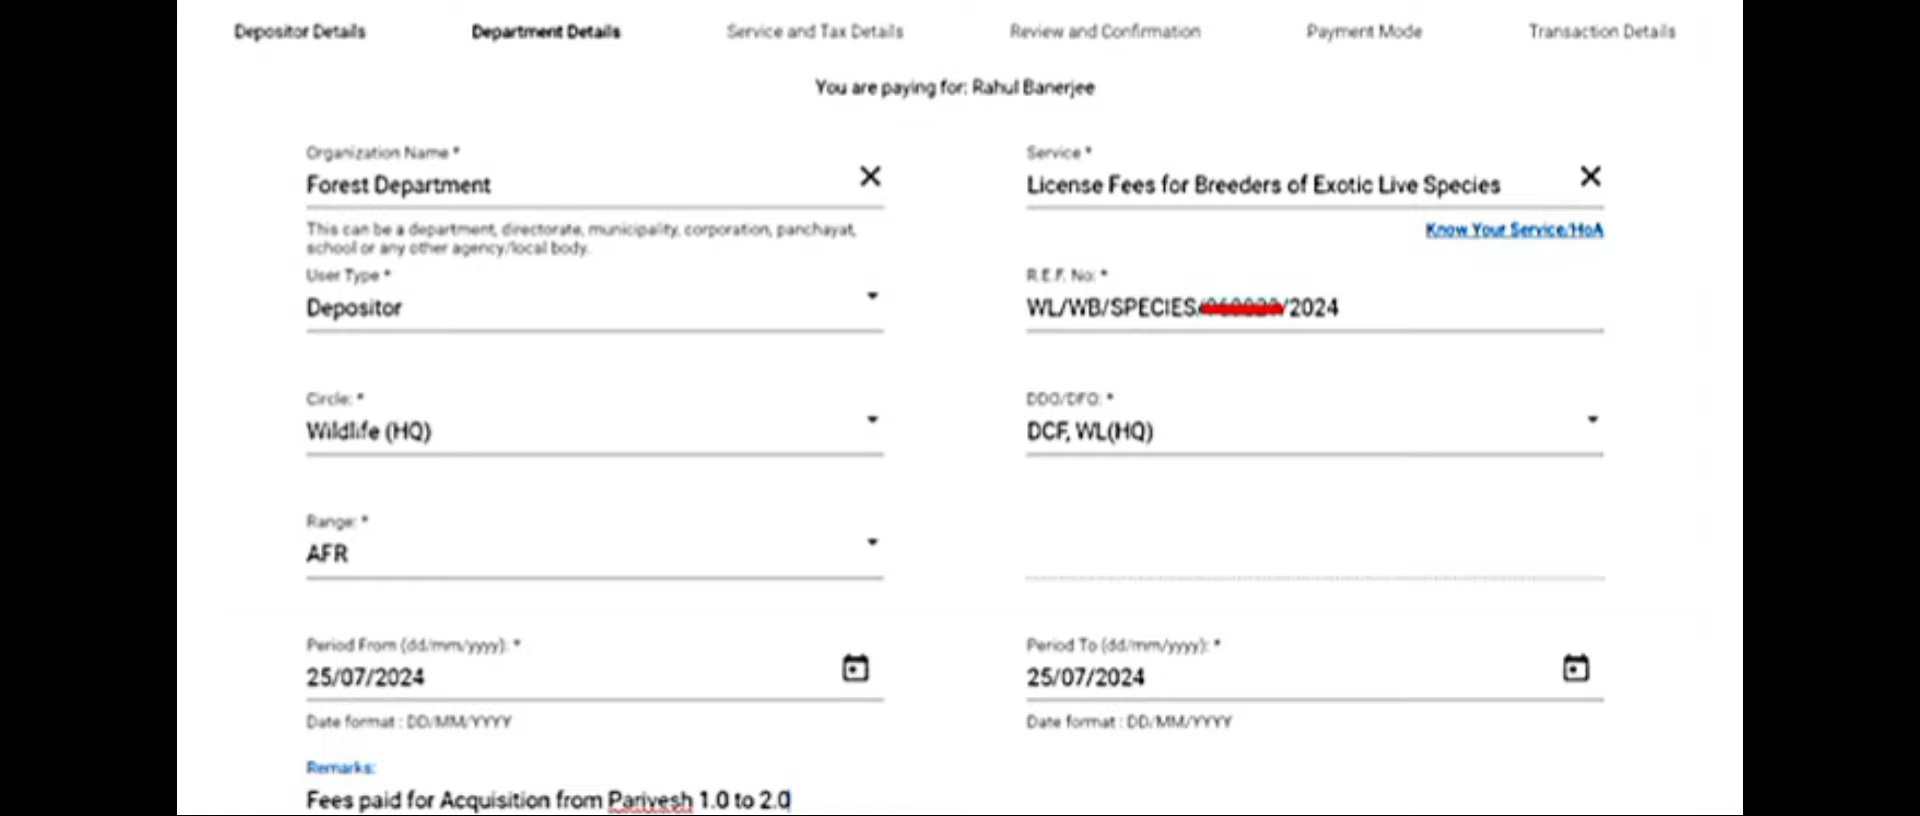 Depositor Details Department Details Service and Tax Details Review and Confirmation Payment Mode Transaction Details
You are paying for: Rahul Banerjee
Organization Name *
Forest Department
This can be a department, directorate, municipality, corporation, panchayat,
school or any other agency/local body.
Service *
License Fees for Breeders of Exotic Live Species
Know Your Service/HoA
User Type *
Depositor
R.E.F. No: *
WL/WB/SPECIES/ /2024
Circle: *
Wildlife (HQ)
DDO/DFO: *
DCF, WL(HQ)
Range: *
AFR
Period From (dd/mm/yyyy): *
25/07/2024
Date format : DD/MM/YYYY
Period To (dd/mm/yyyy): *
25/07/2024
Date format : DD/MM/YYYY
Remarks:
Fees paid for Acquisition from Parivesh 1.0 to 2.0